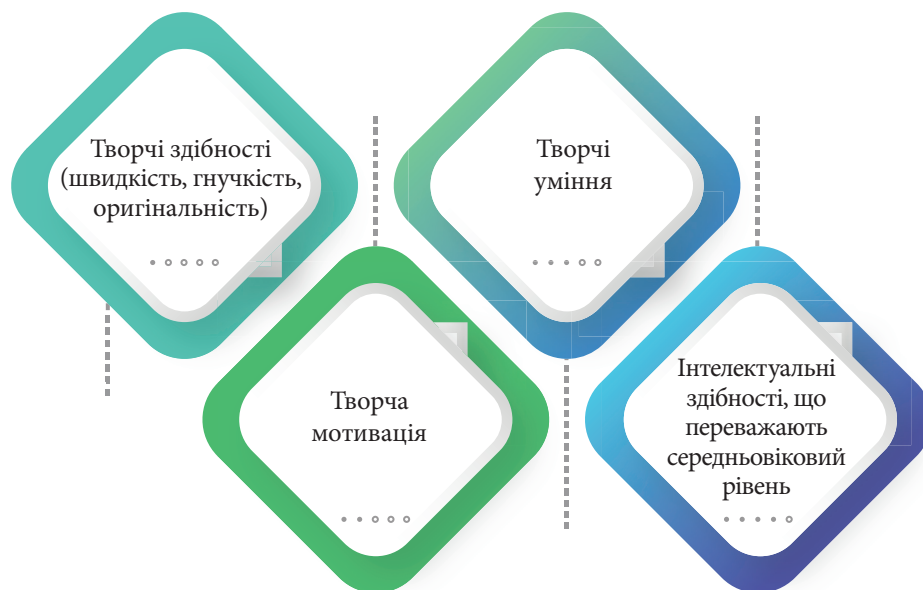 Творчі здібності
(швидкість, гнучкість,
оригінальність)
Творча
мотивація
Творчі
уміння
Інтелектуальні
здібності, що
переважають
середньовіковий
рівень